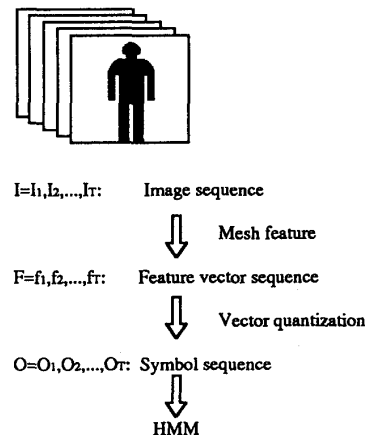 I=I1,I2,...,IT: Image sequence
Mesh feature
F=f1,f2,...,fT: Feature vector sequence
Vector quantization
O=O1,O2,...,OT: Symbol sequence
HMM